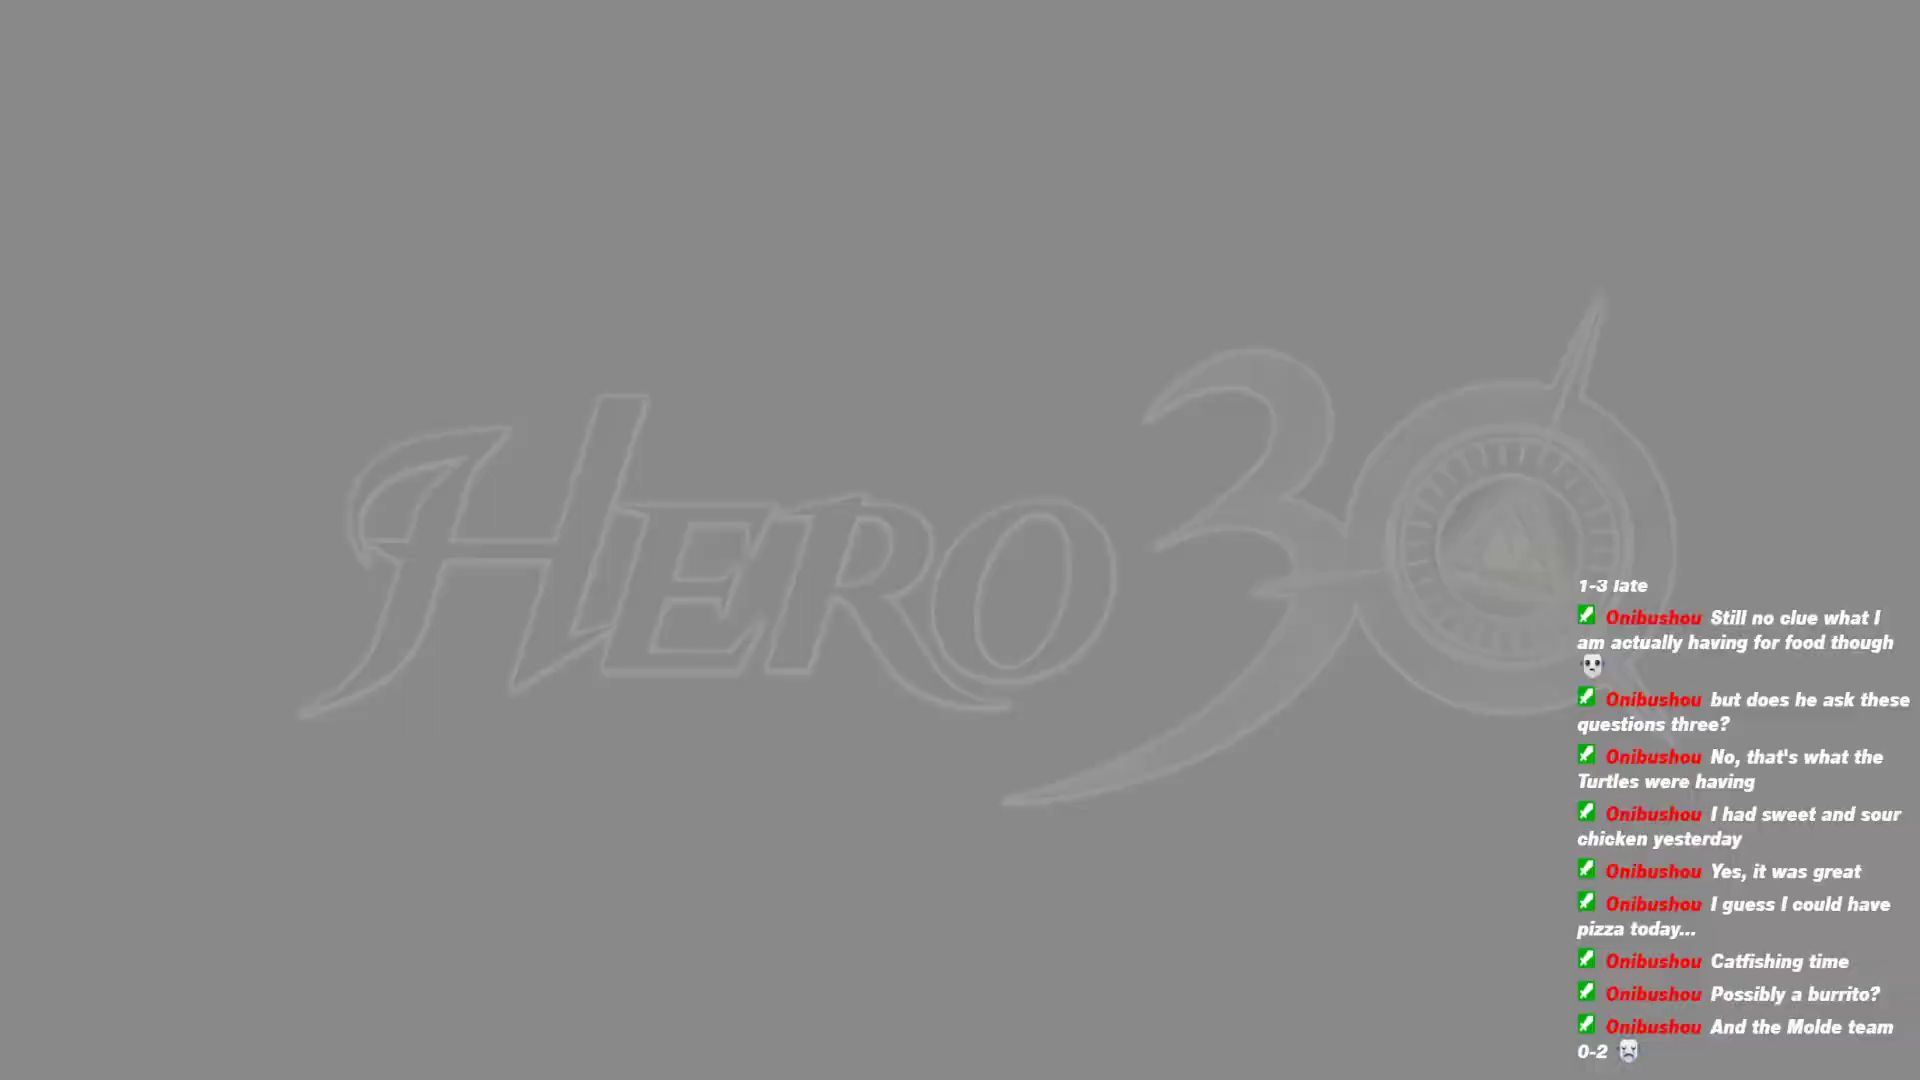 HERO 30
1-3 late
Onibushou Still no clue what I
am actually having for food though
Onibushou but does he ask these
questions three?
Onibushou No, that's what the
Turtles were having
Onibushou I had sweet and sour
chicken yesterday
Onibushou Yes, it was great
Onibushou I guess I could have
pizza today...
Onibushou Catfishing time
Onibushou Possibly a burrito?
Onibushou And the Molde team
0-2